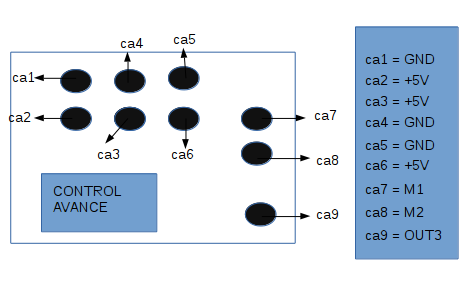 ca4
ca5
ca1
ca2
ca3
ca6
ca7
ca8
ca9
CONTROL
AVANCE
ca1 = GND
ca2 = +5V
ca3 = +5V
ca4 = GND
ca5 = GND
ca6 = +5V
ca7 = M1
ca8 = M2
ca9 = OUT3